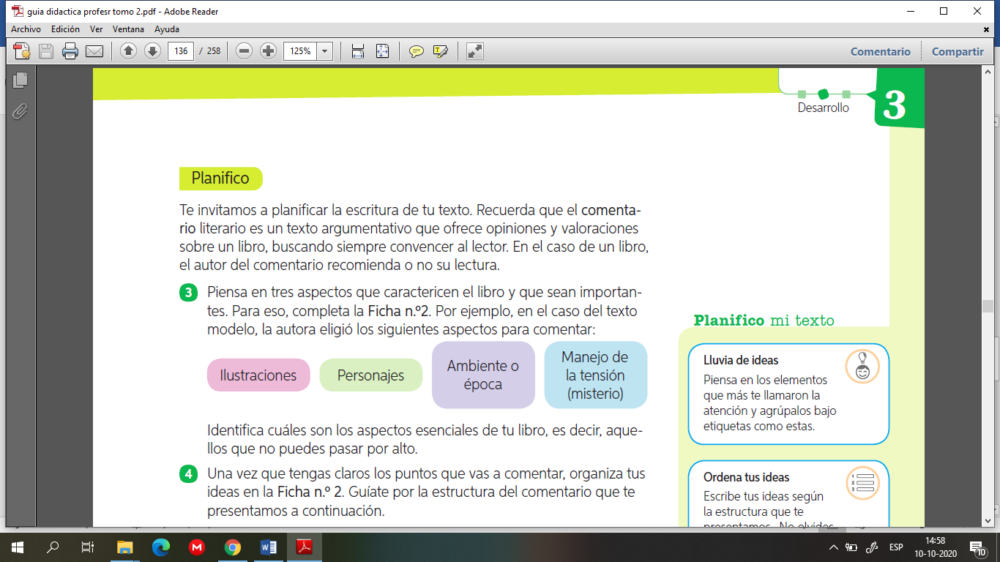 guia didactica profesr tomo 2.pdf - Adobe Reader
Archivo Edición Ver Ventana Ayuda
136 / 258 125% Comentario Compartir
Desarrollo
3
Planifico
Te invitamos a planificar la escritura de tu texto. Recuerda que el comenta-
rio literario es un texto argumentativo que ofrece opiniones y valoraciones
sobre un libro, buscando siempre convencer al lector. En el caso de un libro,
el autor del comentario recomienda o no su lectura.
3 Piensa en tres aspectos que caractericen el libro y que sean importan-
tes. Para eso, completa la Ficha n.º2. Por ejemplo, en el caso del texto
modelo, la autora eligió los siguientes aspectos para comentar:
Ilustraciones
Personajes
Ambiente o
época
Manejo de
la tensión
(misterio)
Identifica cuáles son los aspectos esenciales de tu libro, es decir, aque-
llos que no puedes pasar por alto.
4 Una vez que tengas claros los puntos que vas a comentar, organiza tus
ideas en la Ficha n.º 2. Guíate por la estructura del comentario que te
presentamos a continuación.
Planifico mi texto
Lluvia de ideas
Piensa en los elementos
que más te llamaron la
atención y agrúpalos bajo
etiquetas como estas.
Ordena tus ideas
1
2
3
Escribe tus ideas según
la estructura que te
presentamos. No olvides
ESP
14:58
10-10-2020
10